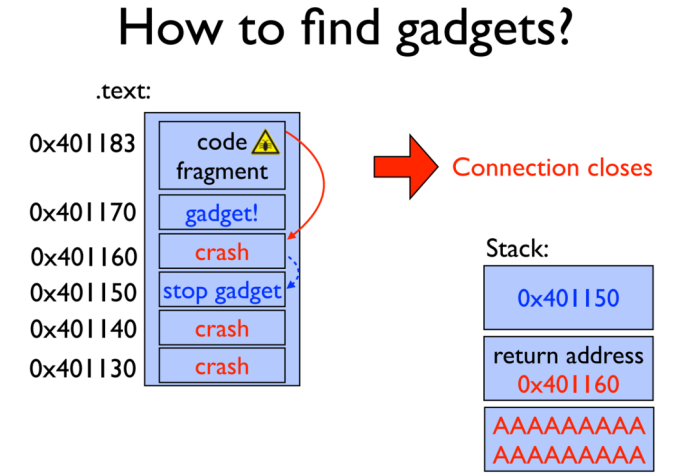 How to find gadgets?
.text:
0x401183
code
fragment
0x401170
gadget!
0x401160
crash
0x401150
stop gadget
0x401140
crash
0x401130
crash
Connection closes
Stack:
0x401150
return address
0x401160
AAAAAAAAA
AAAAAAAAA